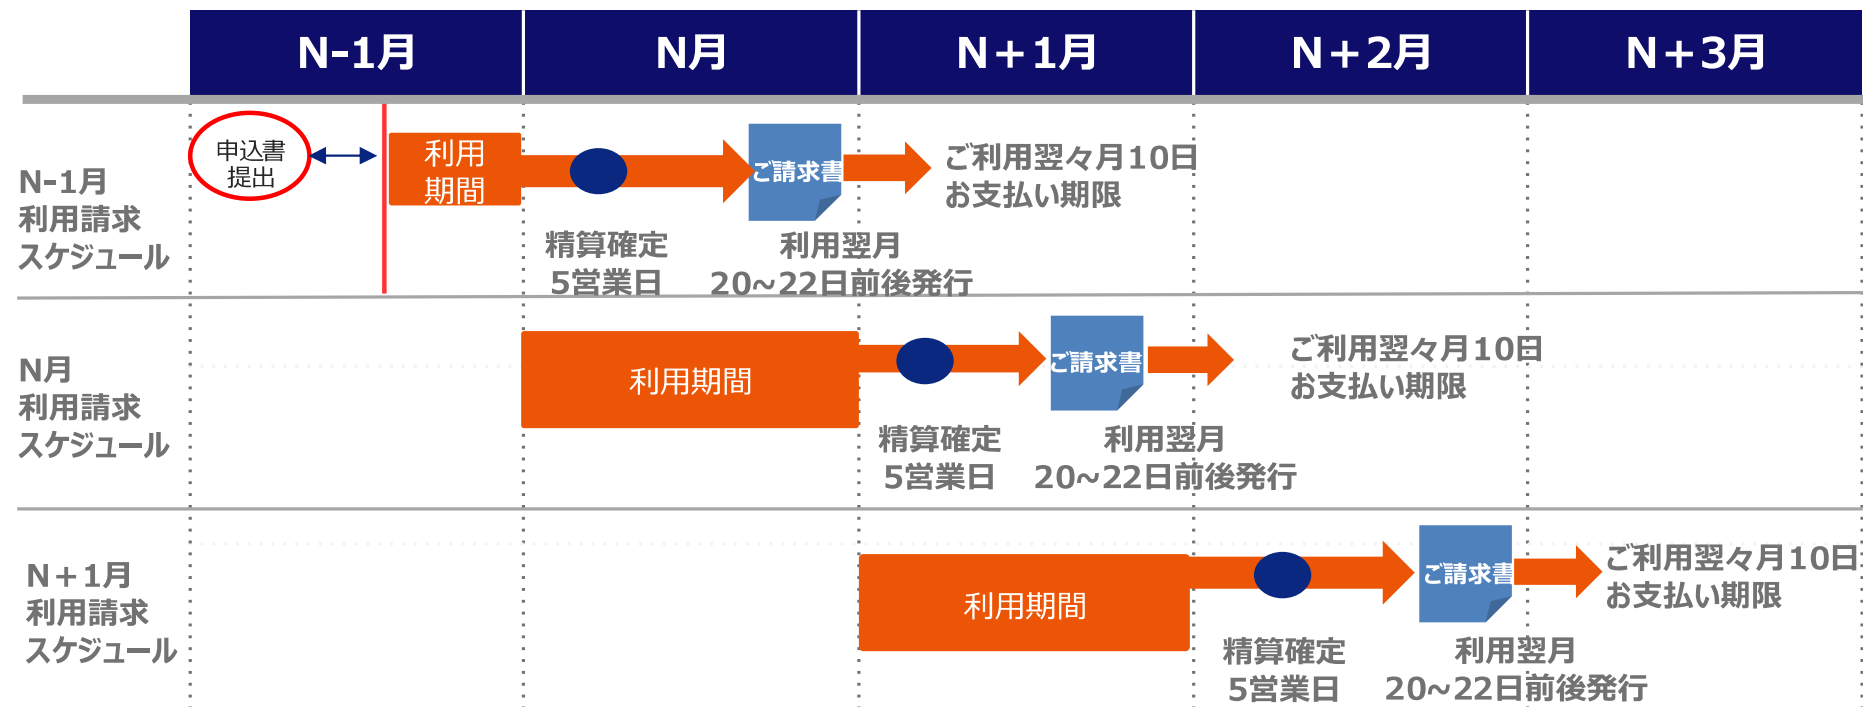 N-1月
N月
N+1月
N+2月
N+3月
N-1月
利用請求
スケジュール
申込書
提出
利用
期間
精算確定
5営業日
ご請求書
利用翌月
20~22日前後発行
ご利用翌々月10日
お支払い期限
N月
利用請求
スケジュール
利用期間
精算確定
5営業日
ご請求書
利用翌月
20~22日前後発行
ご利用翌々月10日
お支払い期限
N+1月
利用請求
スケジュール
利用期間
精算確定
5営業日
ご請求書
利用翌月
20~22日前後発行
ご利用翌々月10日
お支払い期限